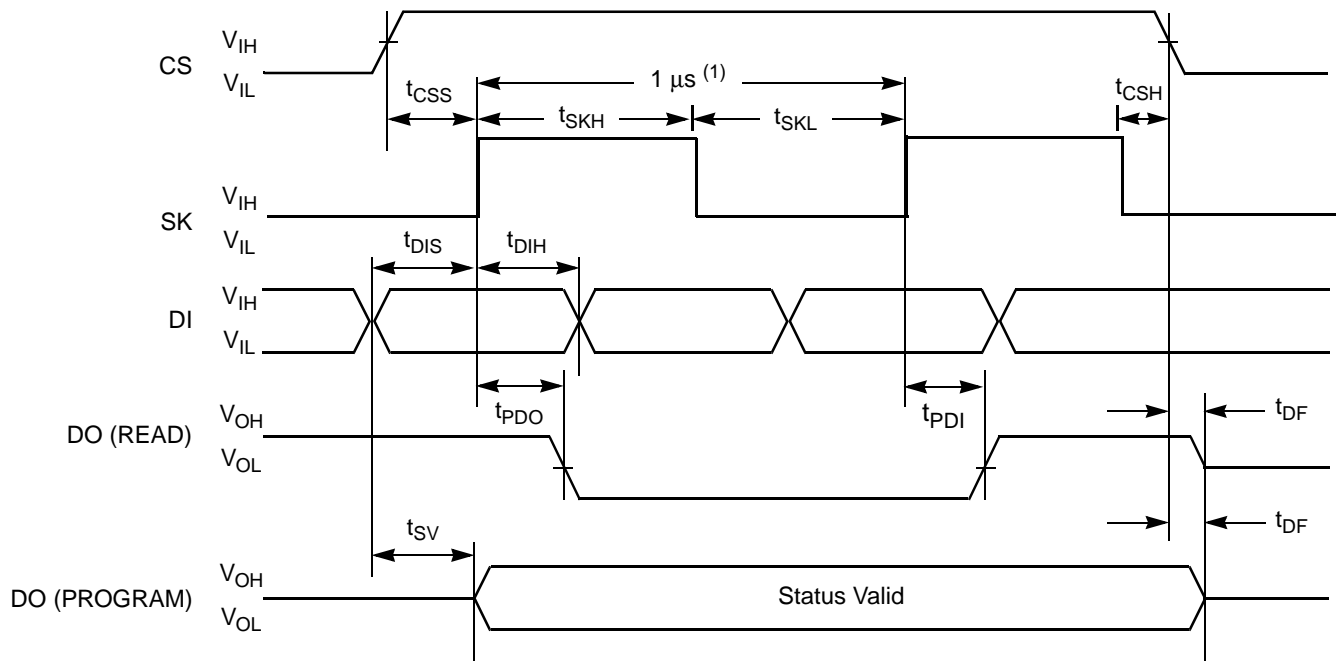 CS
V_IH
V_IL
t_CSS
1 μs (1)
t_SKH
t_SKL
t_CSH
SK
V_IH
V_IL
t_DIS
t_DIH
DI
V_IH
V_IL
t_PDO
t_PDI
t_DF
DO (READ)
V_OH
V_OL
t_SV
t_DF
DO (PROGRAM)
V_OH
V_OL
Status Valid